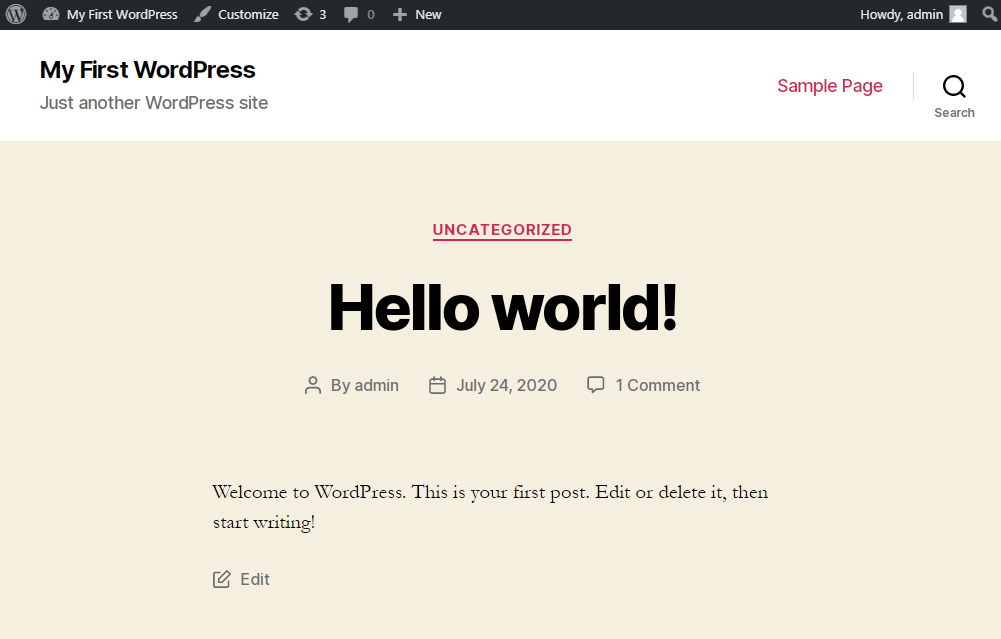 My First WordPress Customize 3 0 New Howdy, admin
My First WordPress
Just another WordPress site
Sample Page
Search
UNCATEGORIZED
Hello world!
By admin July 24, 2020 1 Comment
Welcome to WordPress. This is your first post. Edit or delete it, then
start writing!
Edit